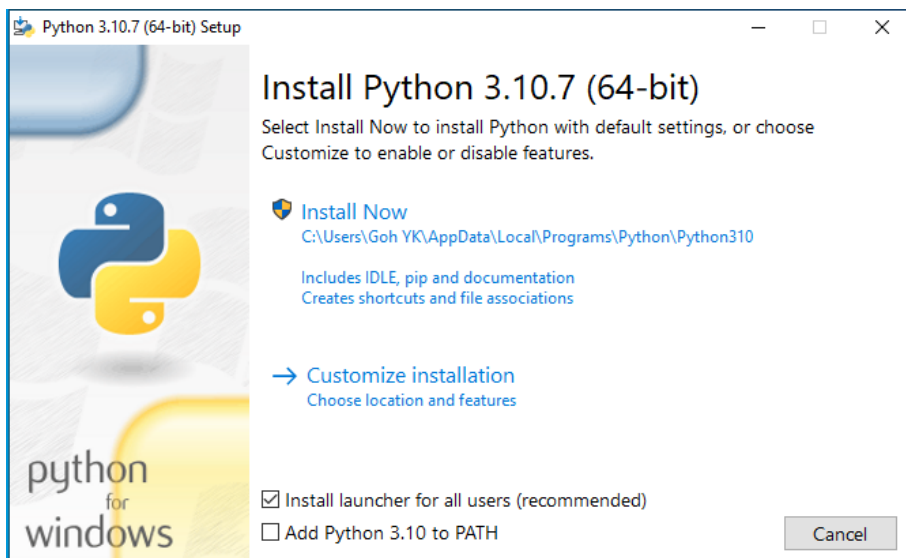 Python 3.10.7 (64-bit) Setup
Install Python 3.10.7 (64-bit)
Select Install Now to install Python with default settings, or choose
Customize to enable or disable features.
Install Now
C:\Users\Goh YK\AppData\Local\Programs\Python\Python310
Includes IDLE, pip and documentation
Creates shortcuts and file associations
Customize installation
Choose location and features
python
for
windows
Install launcher for all users (recommended)
Add Python 3.10 to PATH
Cancel